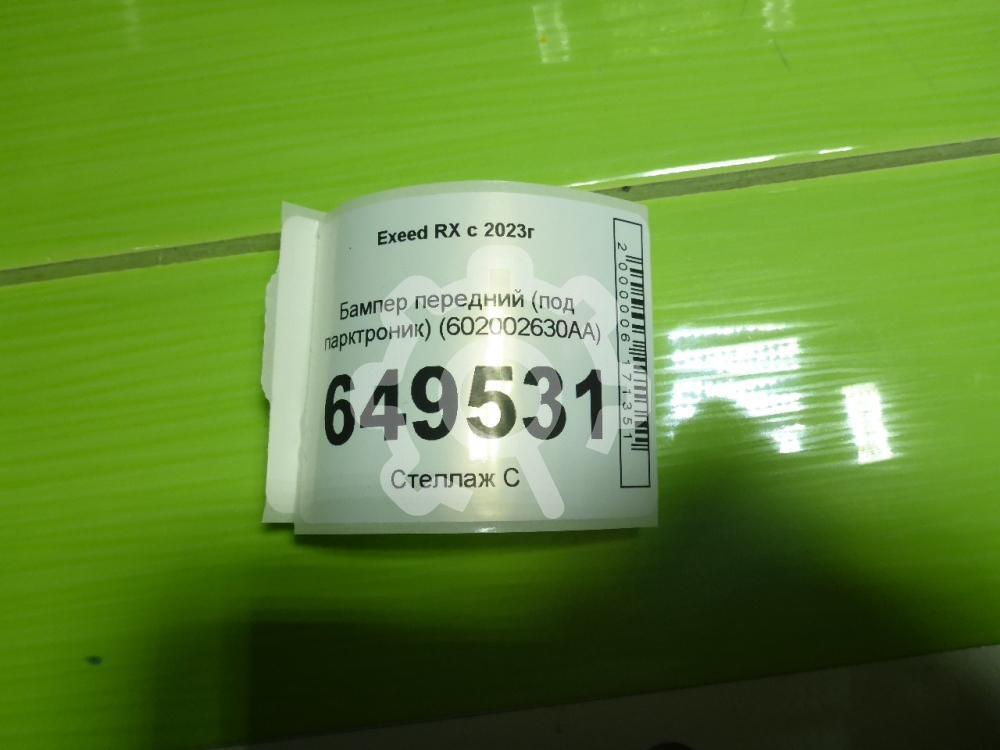 Exeed RX с 2023г
Бампер передний (под
парктроник) (602002630AA)
649531
Стеллаж С
2000006171351